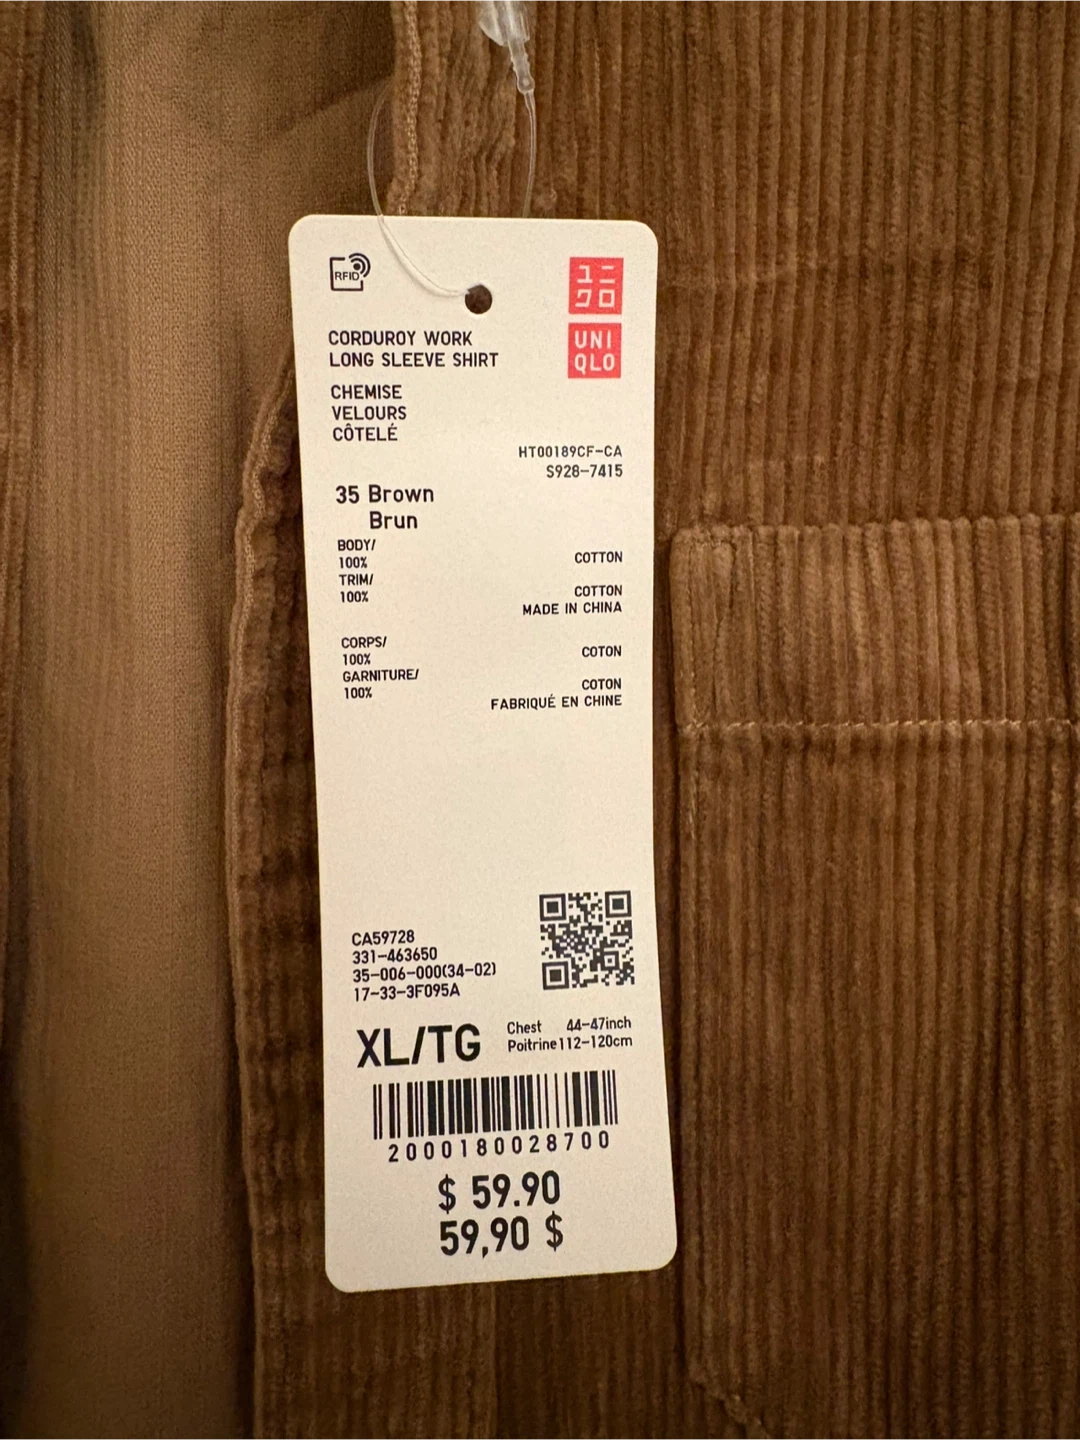 RFID
ユニ
クロ
UNI
QLO
CORDUROY WORK
LONG SLEEVE SHIRT
CHEMISE
VELOURS
CÔTELÉ
HT00189CF-CA
S928-7415
35 Brown
Brun
BODY/
100% COTTON
TRIM/
100% COTTON
MADE IN CHINA
CORPS/
100% COTON
GARNITURE/
100% COTON
FABRIQUÉ EN CHINE
CA59728
331-463650
35-006-000(34-02)
17-33-3F095A
XL/TG
Chest 44-47inch
Poitrine 112-120cm
2000180028700
$ 59.90
59,90 $